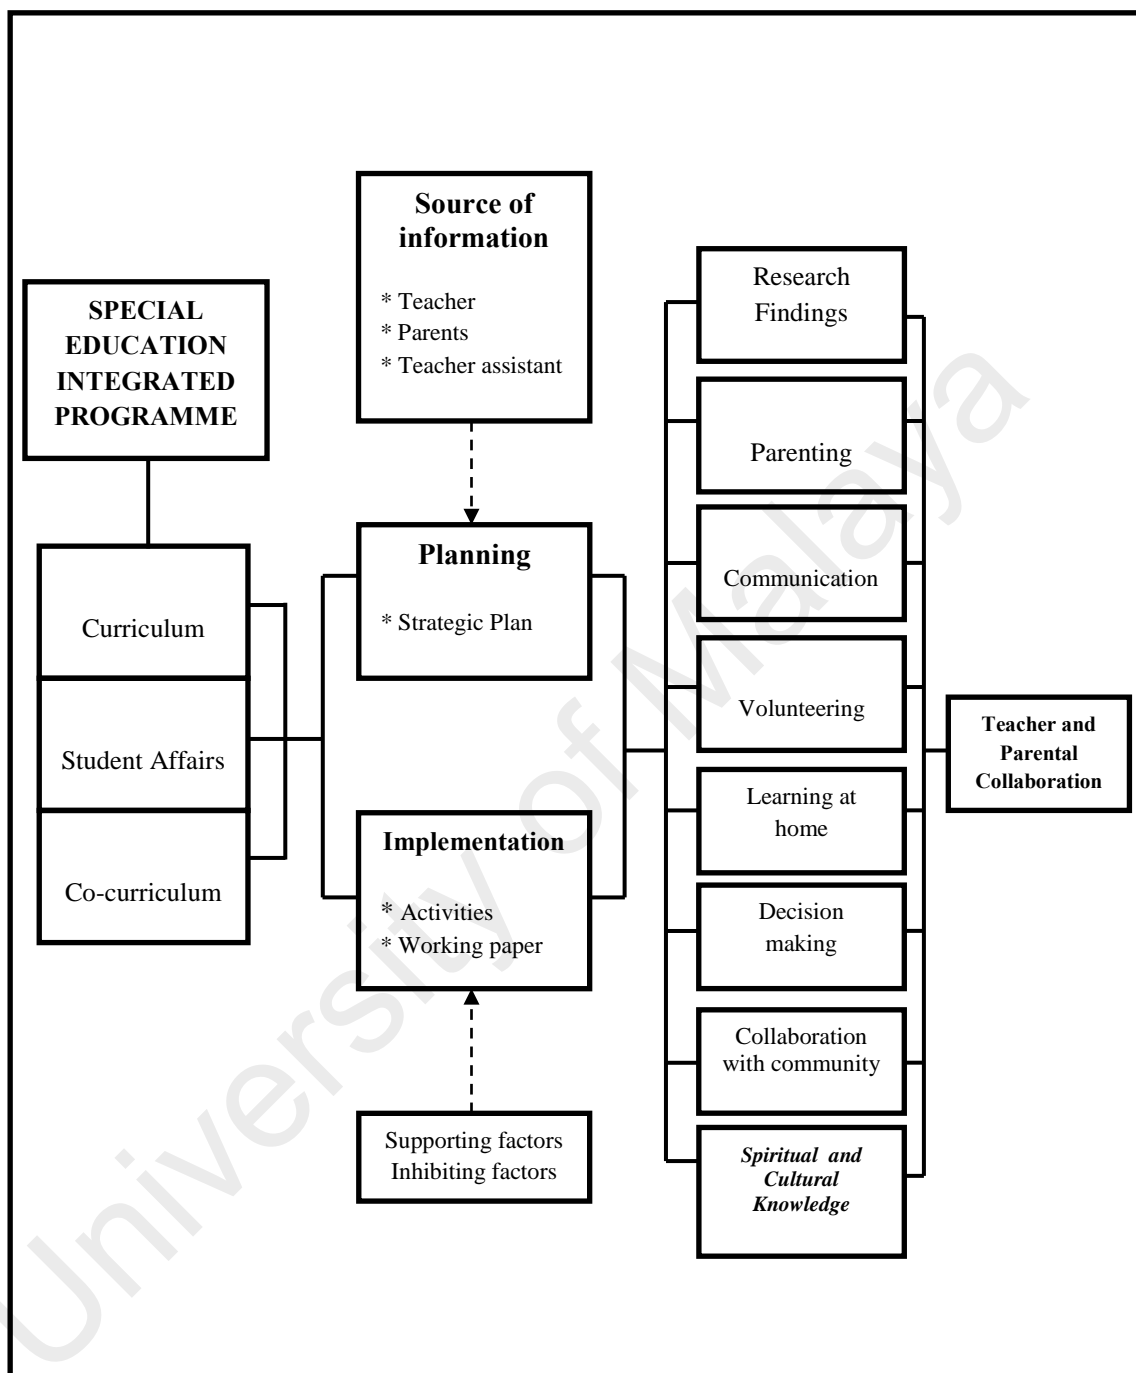 SPECIAL
EDUCATION
INTEGRATED
PROGRAMME
Curriculum
Student Affairs
Co-curriculum
Source of
information
* Teacher
* Parents
* Teacher assistant
Planning
* Strategic Plan
Implementation
* Activities
* Working paper
Supporting factors
Inhibiting factors
Research
Findings
Parenting
Communication
Volunteering
Learning at
home
Decision
making
Collaboration
with community
Spiritual and
Cultural
Knowledge
Teacher and
Parental
Collaboration
University of Malaya